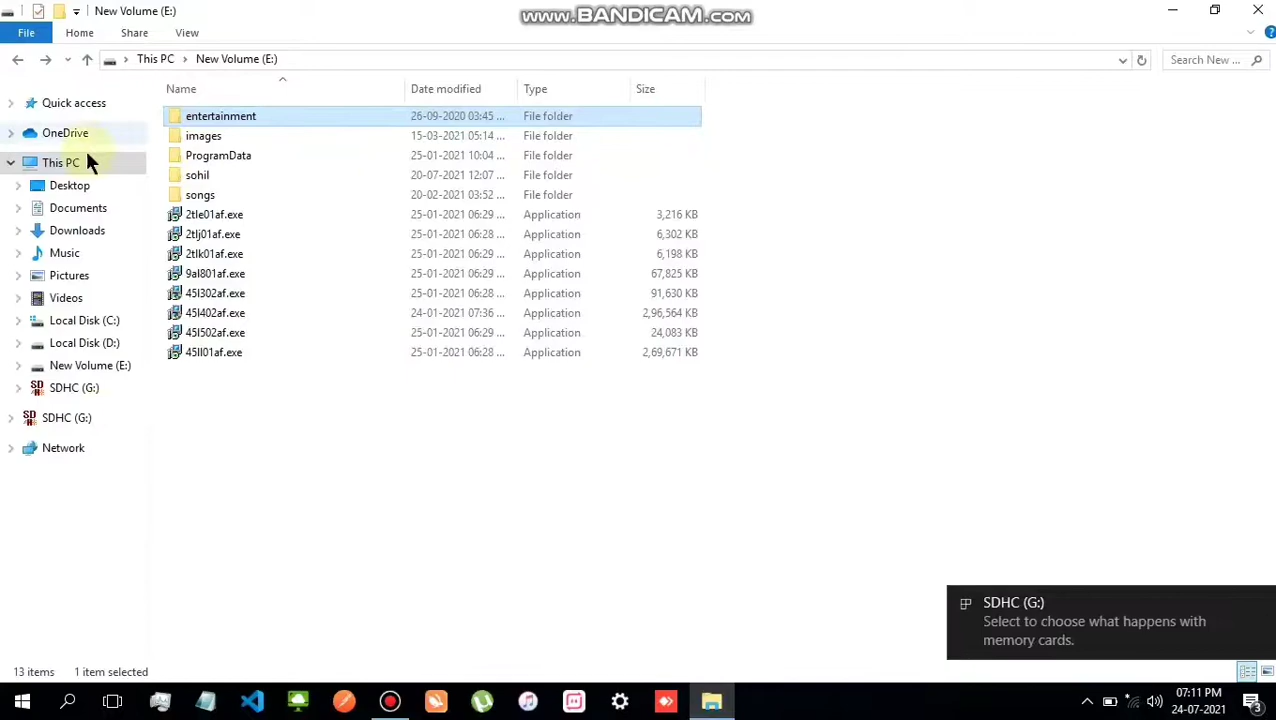 New Volume (E:)
www.BANDICAM.com
File Home Share View
This PC New Volume (E:) Search New ...
Name Date modified Type Size
Quick access
OneDrive
This PC
Desktop
Documents
Downloads
Music
Pictures
Videos
Local Disk (C:)
Local Disk (D:)
New Volume (E:)
SDHC (G:)
SDHC (G:)
Network
entertainment 26-09-2020 03:45 File folder
images 15-03-2021 05:14 ... File folder
ProgramData 25-01-2021 10:04 ... File folder
sohil 20-07-2021 12:07 ... File folder
songs 20-02-2021 03:52 ... File folder
2tle01af.exe 25-01-2021 06:29 ... Application 3,216 KB
2tlj01af.exe 25-01-2021 06:28 ... Application 6,302 KB
2tlk01af.exe 25-01-2021 06:29 ... Application 6,198 KB
9al801af.exe 25-01-2021 06:29 ... Application 67,825 KB
45l302af.exe 25-01-2021 06:28 ... Application 91,630 KB
45l402af.exe 24-01-2021 07:36 ... Application 2,96,564 KB
45l502af.exe 25-01-2021 06:29 ... Application 24,083 KB
45ll01af.exe 25-01-2021 06:28 ... Application 2,69,671 KB
SDHC (G:)
Select to choose what happens with
memory cards.
13 items 1 item selected
07:11 PM
24-07-2021
3